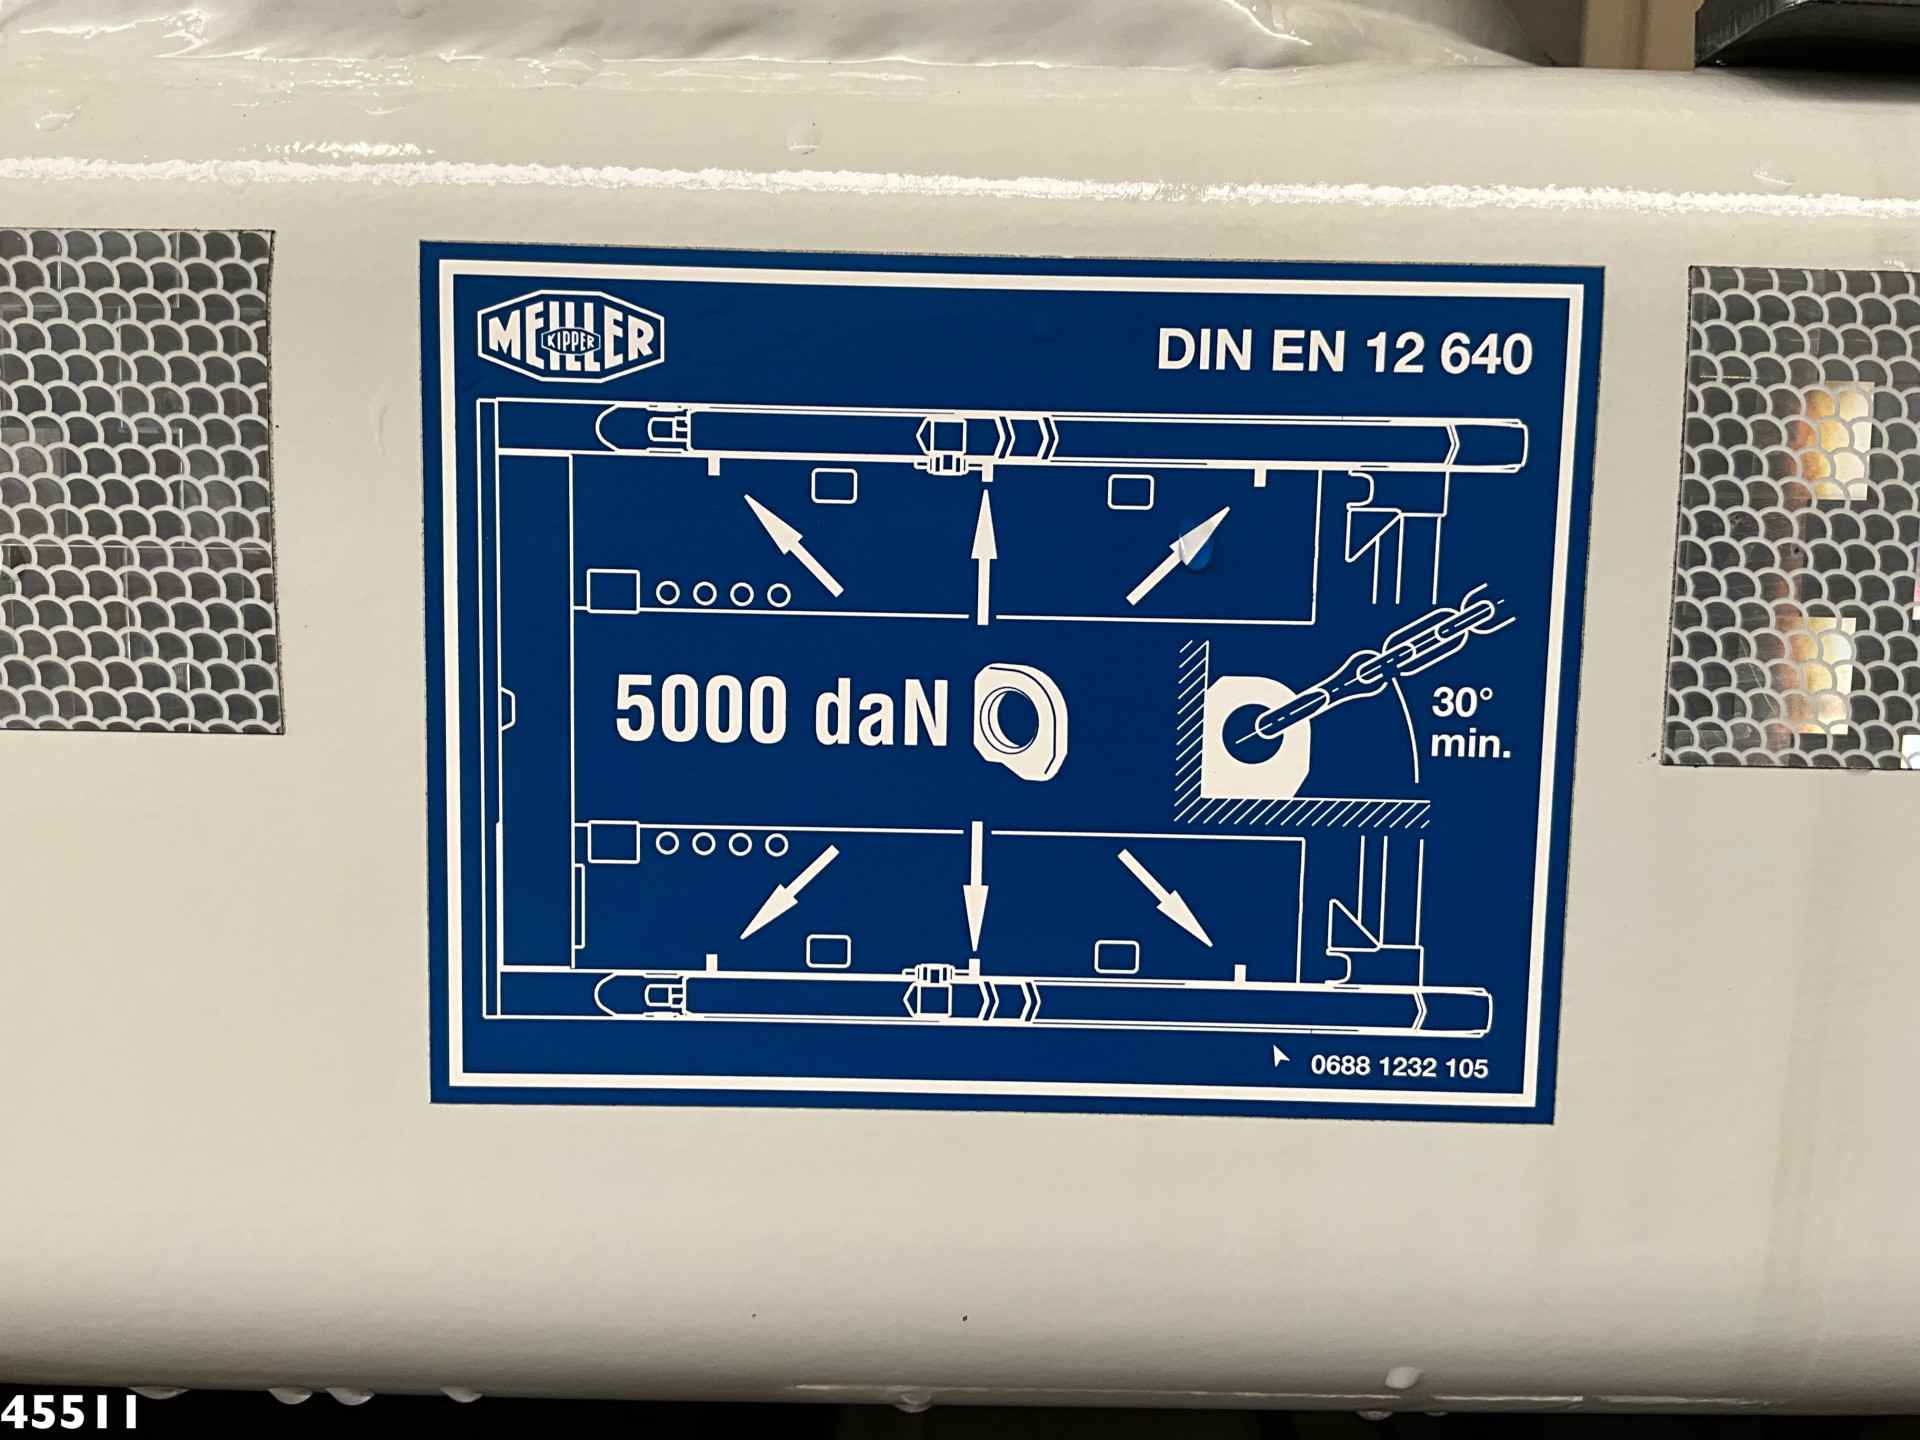 MEILLER
KIPPER
DIN EN 12 640
5000 daN
30°
min.
0688 1232 105
45511